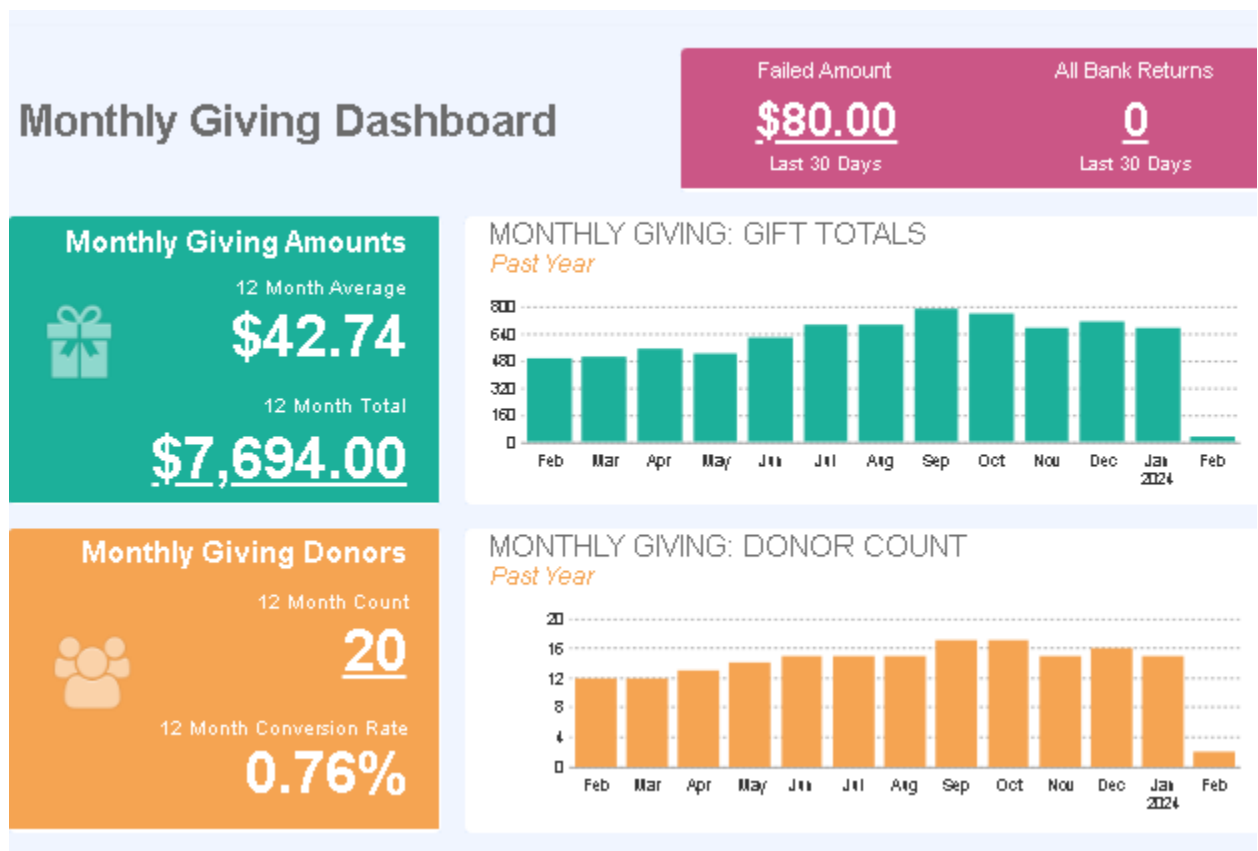 Monthly Giving Dashboard
Failed Amount
$80.00
Last 30 Days
All Bank Returns
0
Last 30 Days
Monthly Giving Amounts
12 Month Average
$42.74
12 Month Total
$7,694.00
MONTHLY GIVING: GIFT TOTALS
Past Year
800
640
480
320
160
0
Feb Mar Apr May Jun Jul Aug Sep Oct Nov Dec Jan Feb
2024
Monthly Giving Donors
12 Month Count
20
12 Month Conversion Rate
0.76%
MONTHLY GIVING: DONOR COUNT
Past Year
20
16
12
8
4
0
Feb Mar Apr May Jun Jul Aug Sep Oct Nov Dec Jan Feb
2024